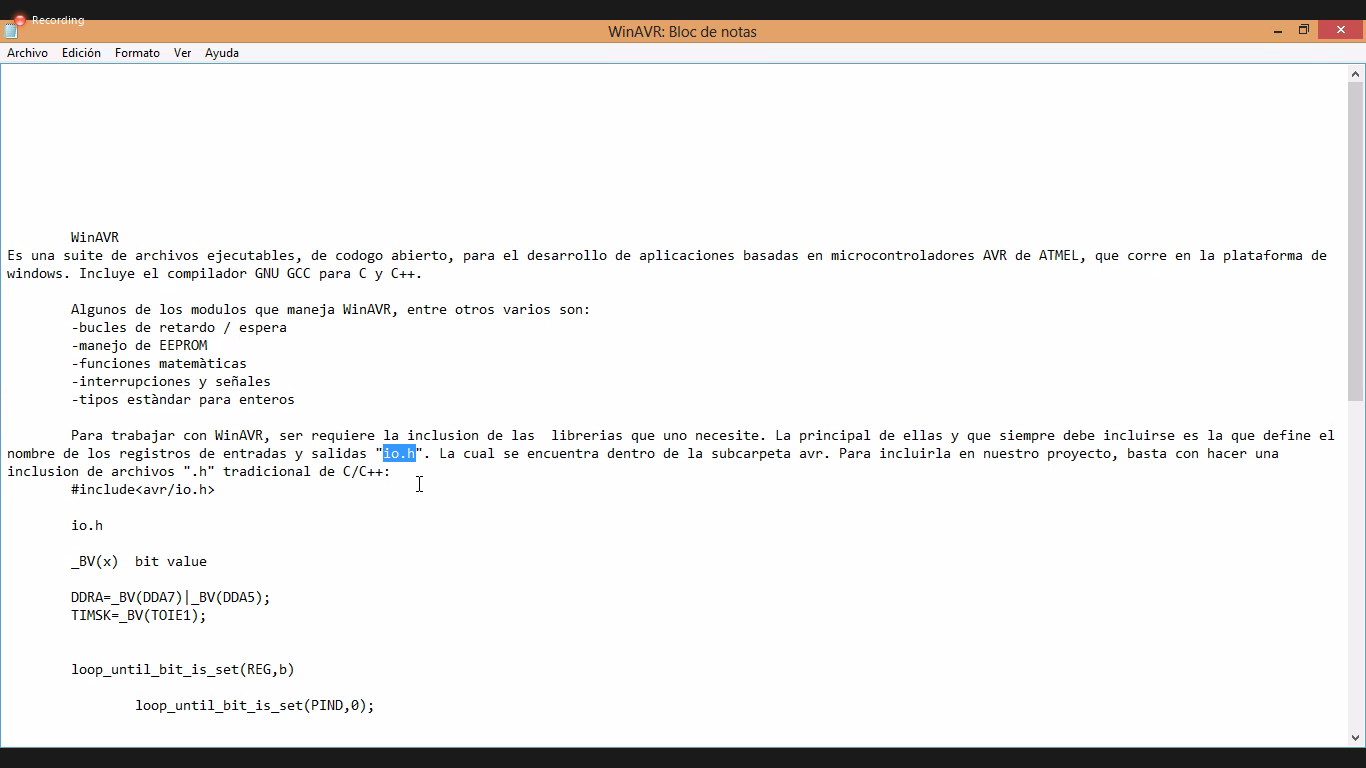 Recording
WinAVR: Bloc de notas
Archivo Edición Formato Ver Ayuda
WinAVR
Es una suite de archivos ejecutables, de codogo abierto, para el desarrollo de aplicaciones basadas en microcontroladores AVR de ATMEL, que corre en la plataforma de
windows. Incluye el compilador GNU GCC para C y C++.
Algunos de los modulos que maneja WinAVR, entre otros varios son:
-bucles de retardo / espera
-manejo de EEPROM
-funciones matemàticas
-interrupciones y señales
-tipos estàndar para enteros
Para trabajar con WinAVR, ser requiere la inclusion de las  librerias que uno necesite. La principal de ellas y que siempre debe incluirse es la que define el
nombre de los registros de entradas y salidas "io.h". La cual se encuentra dentro de la subcarpeta avr. Para incluirla en nuestro proyecto, basta con hacer una
inclusion de archivos ".h" tradicional de C/C++:
#include<avr/io.h>
io.h
_BV(x)  bit value
DDRA=_BV(DDA7)|_BV(DDA5);
TIMSK=_BV(TOIE1);
loop_until_bit_is_set(REG,b)
loop_until_bit_is_set(PIND,0);